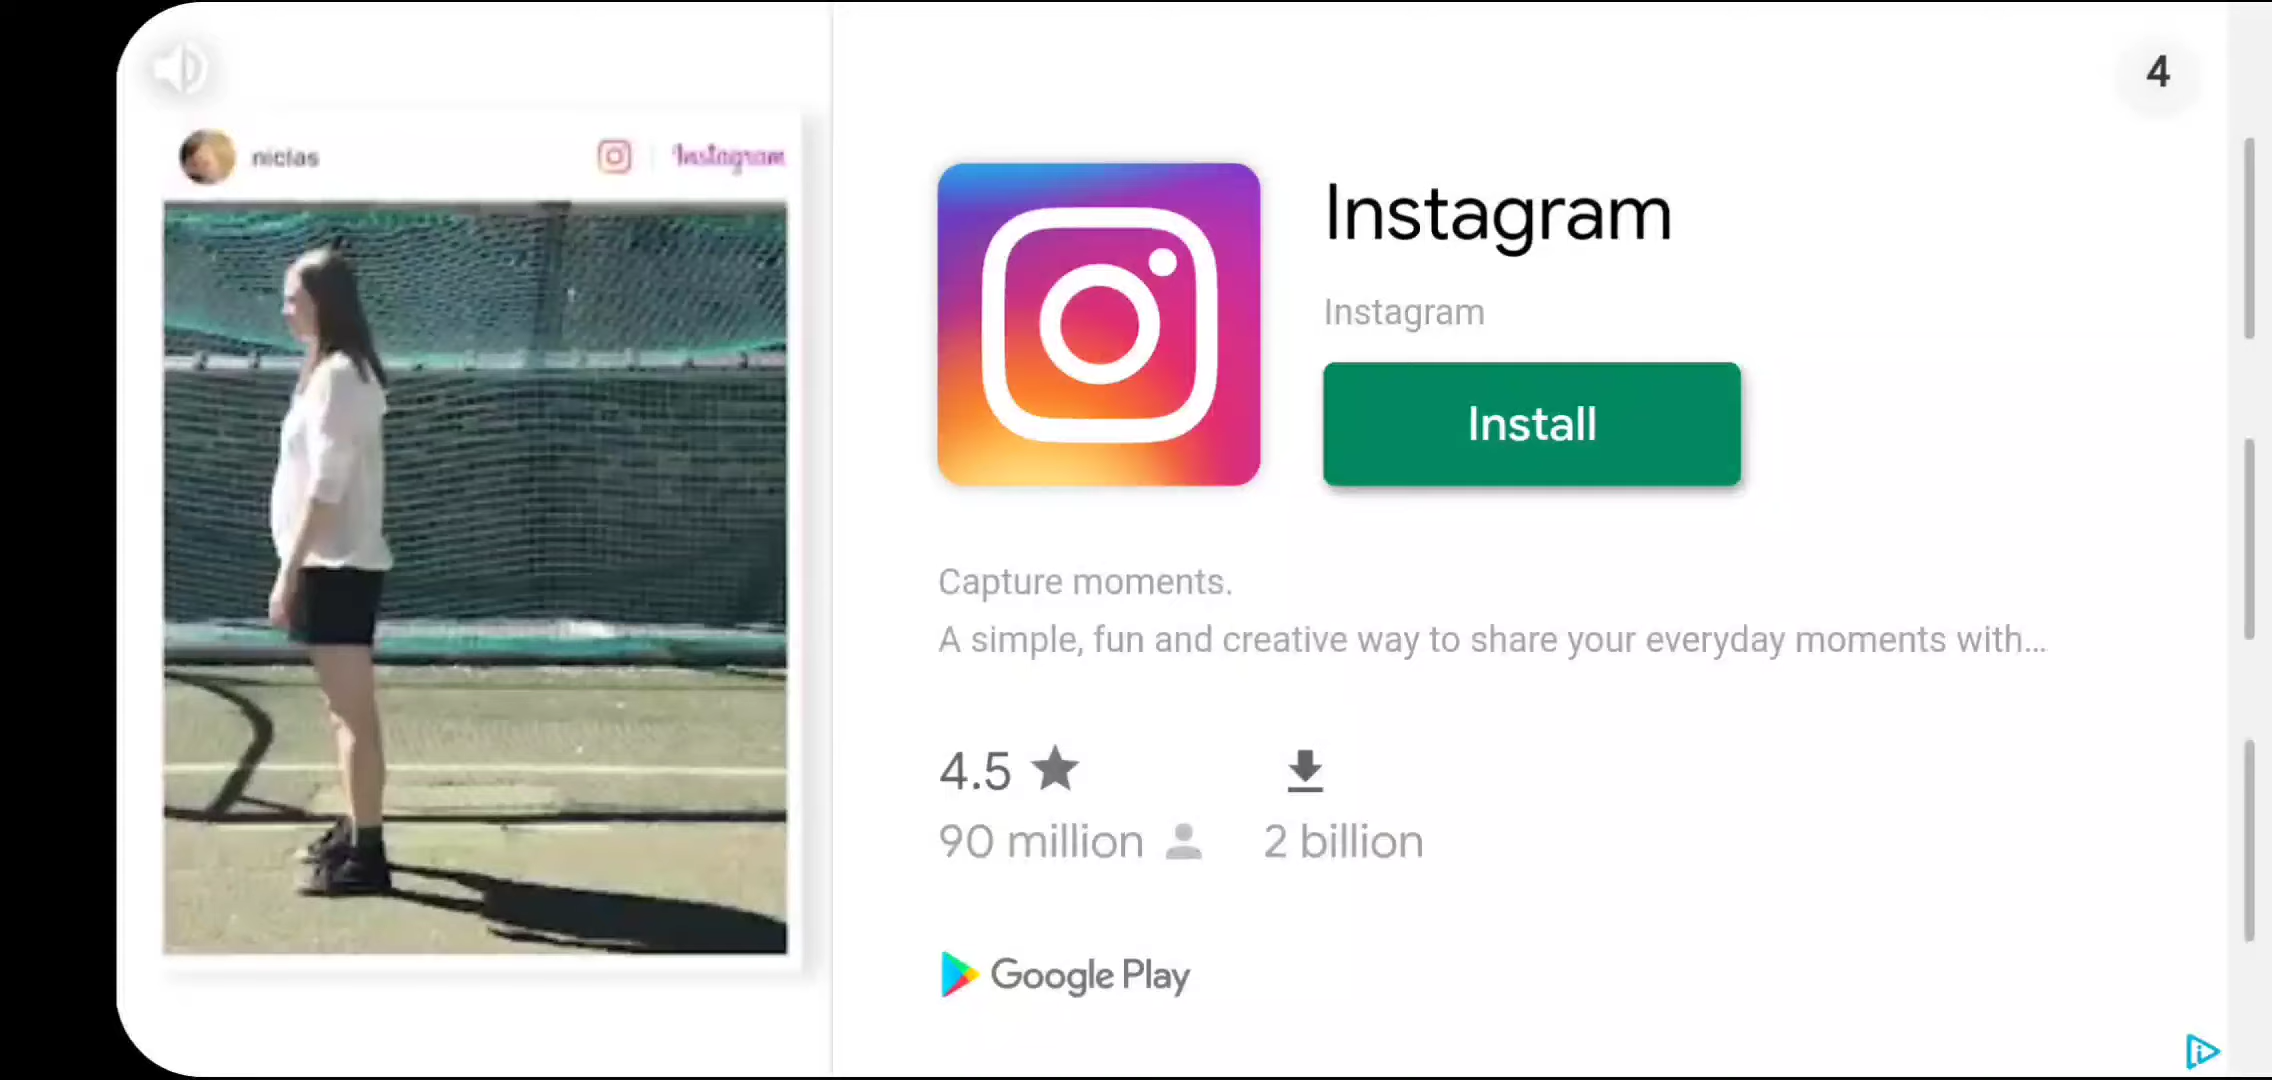 niclas
Instagram
4
Instagram
Instagram
Install
Capture moments.
A simple, fun and creative way to share your everyday moments with...
4.5
90 million
2 billion
Google Play